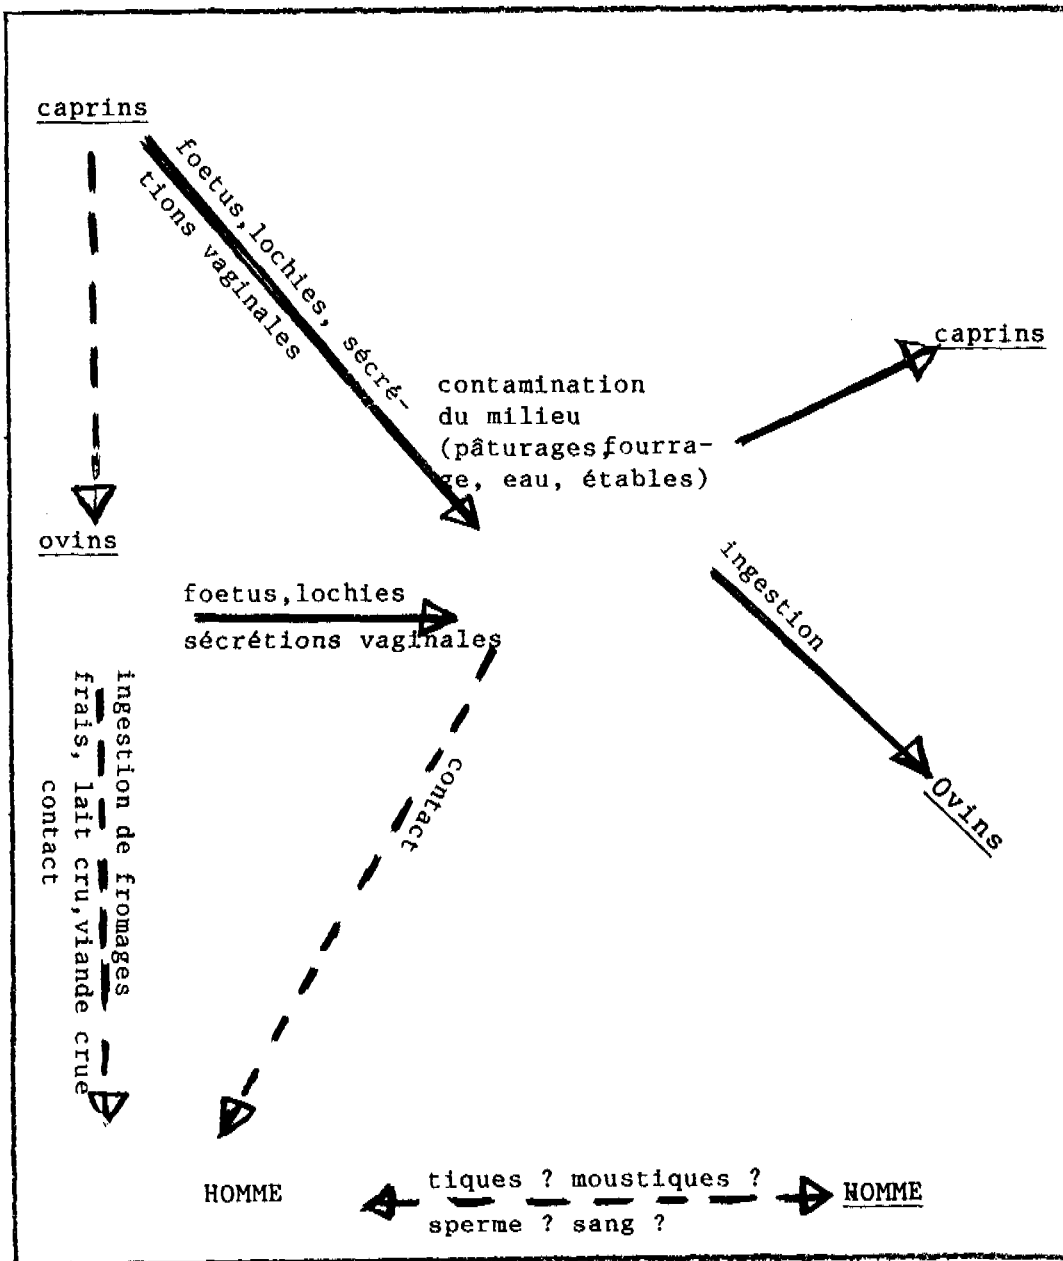 caprins
foetus, lochies, sécré-
tions vaginales
caprins
contamination
du milieu
(pâturages, fourra-
ge, eau, étables)
ovins
ingestion
foetus, lochies
sécrétions vaginales
ingestion de fromages
frais, lait cru, viande crue
contact
contact
Ovins
HOMME
tiques ? moustiques ?
sperme ? sang ?
HOMME